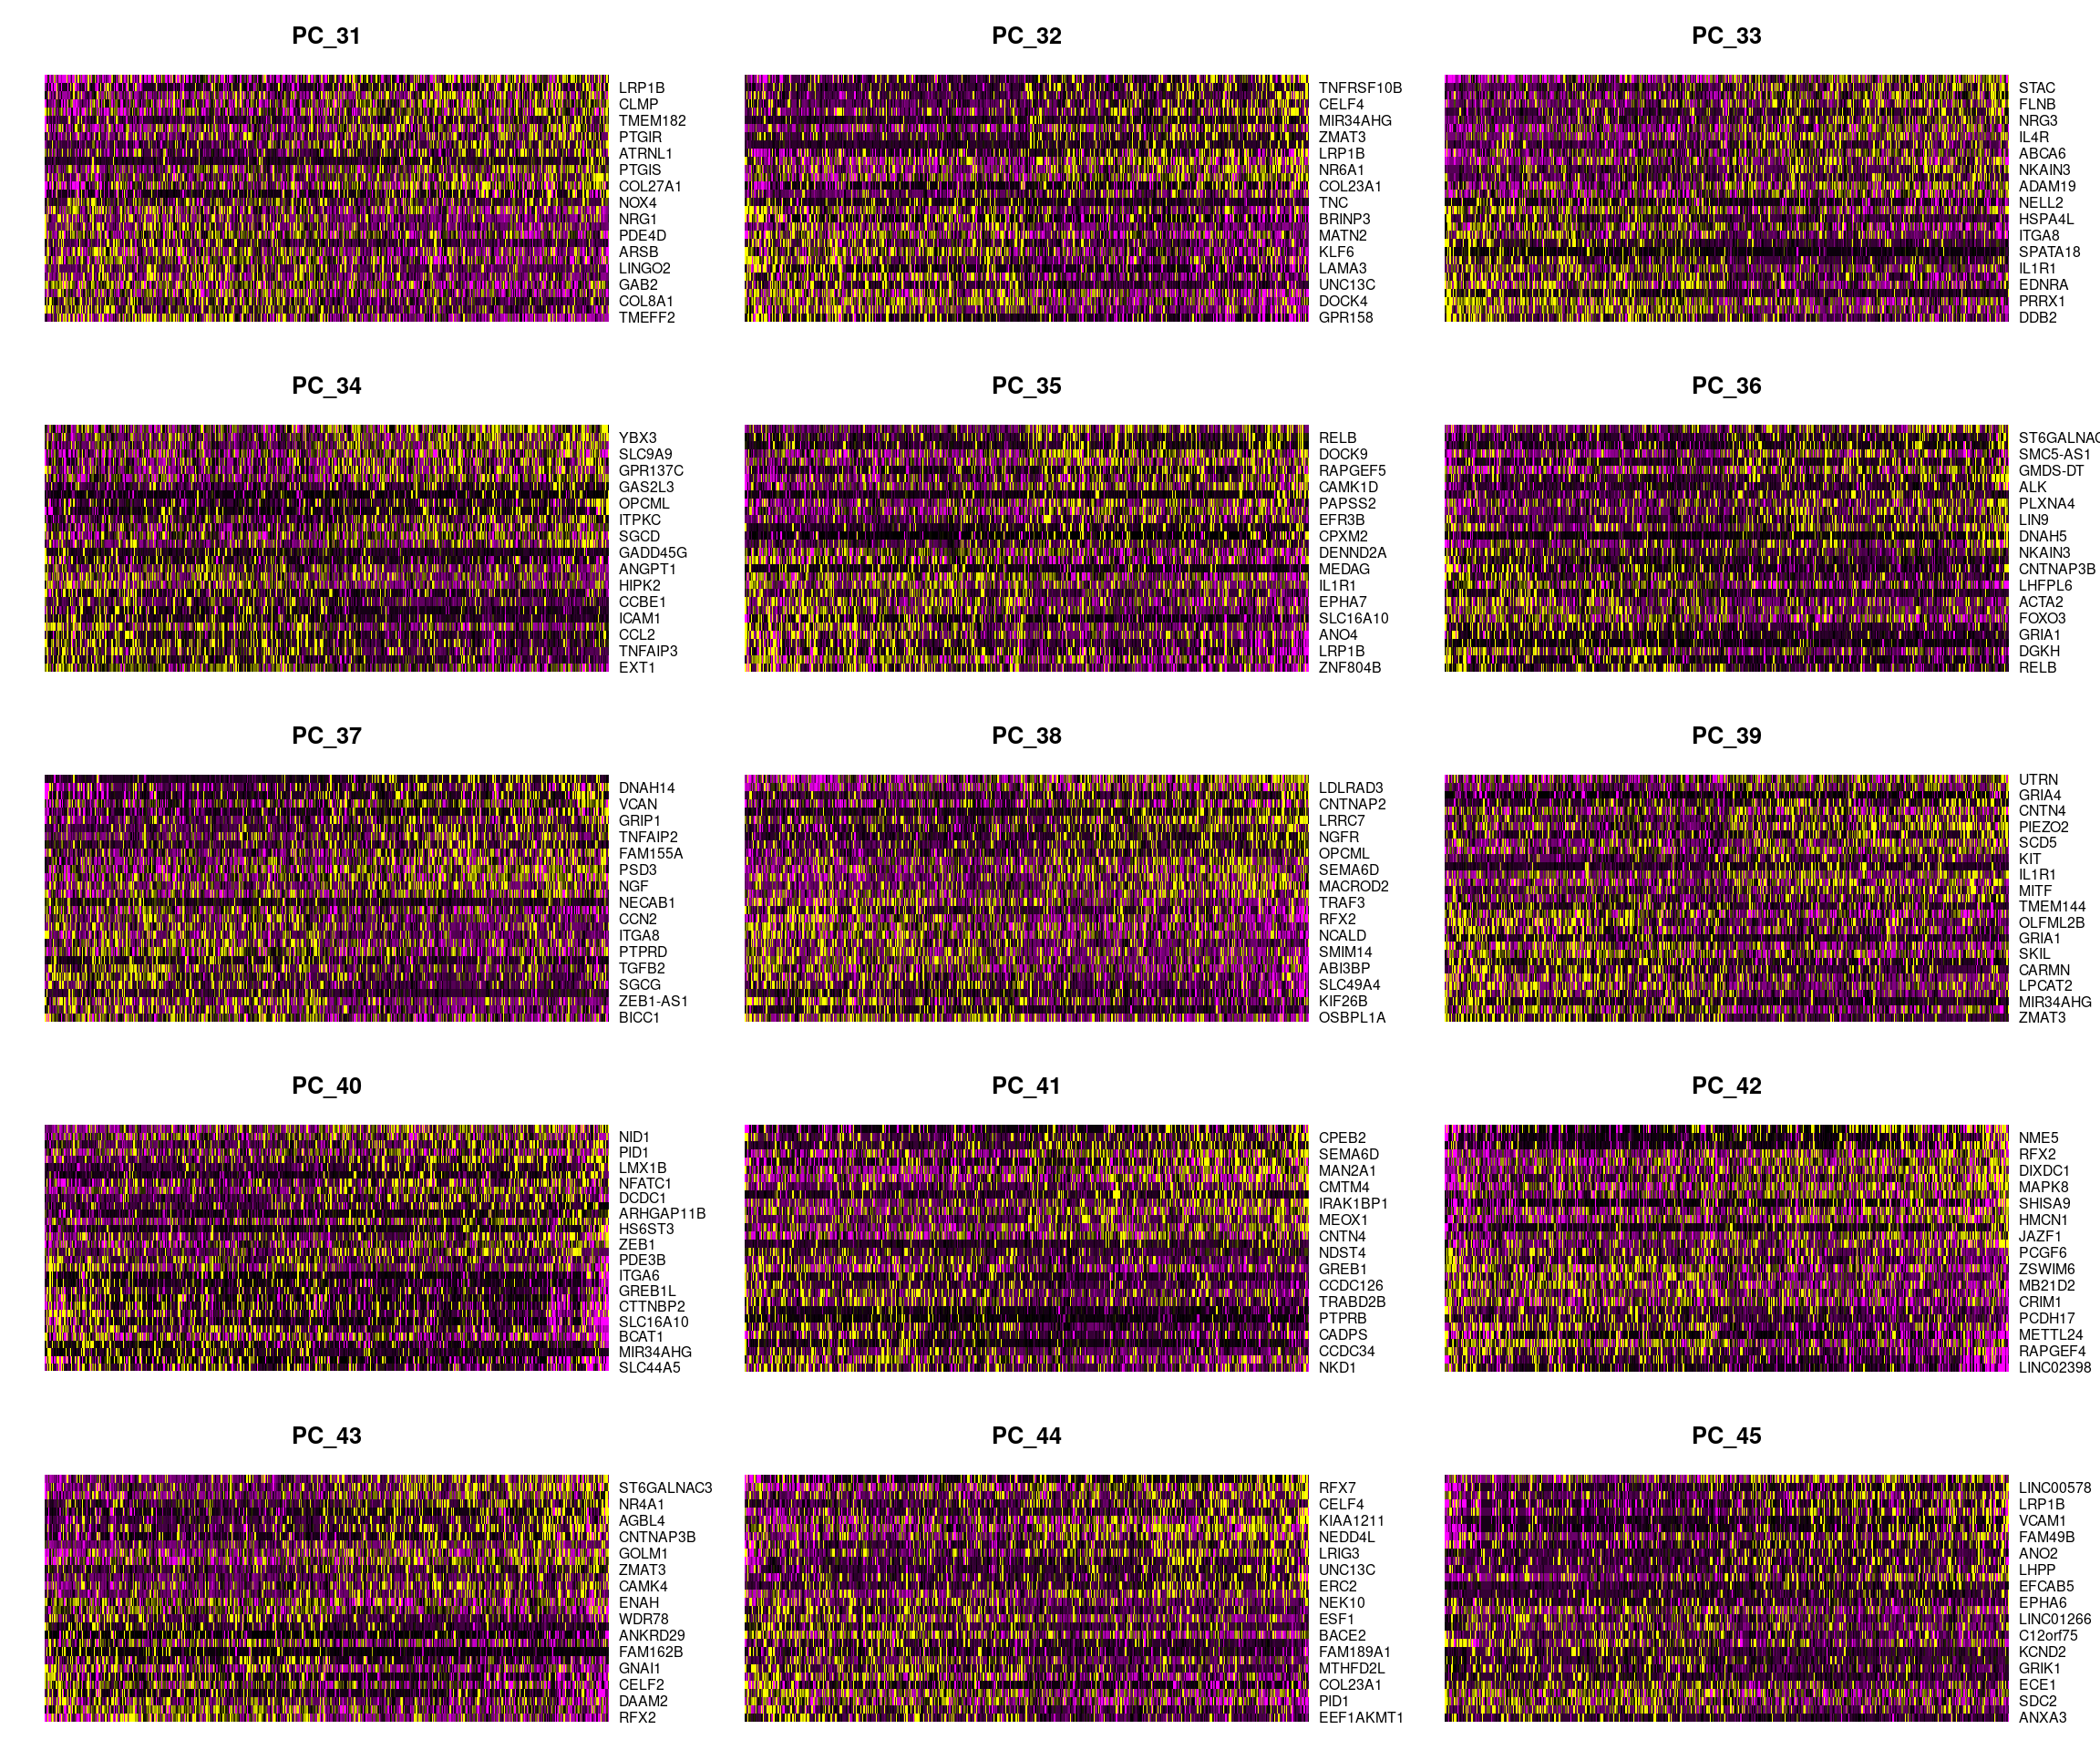 PC_31
LRP1B
CLMP
TMEM182
PTGIR
ATRNL1
PTGIS
COL27A1
NOX4
NRG1
PDE4D
ARSB
LINGO2
GAB2
COL8A1
TMEFF2
PC_32
TNFRSF10B
CELF4
MIR34AHG
ZMAT3
LRP1B
NR6A1
COL23A1
TNC
BRINP3
MATN2
KLF6
LAMA3
UNC13C
DOCK4
GPR158
PC_33
STAC
FLNB
NRG3
IL4R
ABCA6
NKAIN3
ADAM19
NELL2
HSPA4L
ITGA8
SPATA18
IL1R1
EDNRA
PRRX1
DDB2
PC_34
YBX3
SLC9A9
GPR137C
GAS2L3
OPCML
ITPKC
SGCD
GADD45G
ANGPT1
HIPK2
CCBE1
ICAM1
CCL2
TNFAIP3
EXT1
PC_35
RELB
DOCK9
RAPGEF5
CAMK1D
PAPSS2
EFR3B
CPXM2
DENND2A
MEDAG
IL1R1
EPHA7
SLC16A10
ANO4
LRP1B
ZNF804B
PC_36
ST6GALNAC
SMC5-AS1
GMDS-DT
ALK
PLXNA4
LIN9
DNAH5
NKAIN3
CNTNAP3B
LHFPL6
ACTA2
FOXO3
GRIA1
DGKH
RELB
PC_37
DNAH14
VCAN
GRIP1
TNFAIP2
FAM155A
PSD3
NGF
NECAB1
CCN2
ITGA8
PTPRD
TGFB2
SGCG
ZEB1-AS1
BICC1
PC_38
LDLRAD3
CNTNAP2
LRRC7
NGFR
OPCML
SEMA6D
MACROD2
TRAF3
RFX2
NCALD
SMIM14
ABI3BP
SLC49A4
KIF26B
OSBPL1A
PC_39
UTRN
GRIA4
CNTN4
PIEZO2
SCD5
KIT
IL1R1
MITF
TMEM144
OLFML2B
GRIA1
SKIL
CARMN
LPCAT2
MIR34AHG
ZMAT3
PC_40
NID1
PID1
LMX1B
NFATC1
DCDC1
ARHGAP11B
HS6ST3
ZEB1
PDE3B
ITGA6
GREB1L
CTTNBP2
SLC16A10
BCAT1
MIR34AHG
SLC44A5
PC_41
CPEB2
SEMA6D
MAN2A1
CMTM4
IRAK1BP1
MEOX1
CNTN4
NDST4
GREB1
CCDC126
TRABD2B
PTPRB
CADPS
CCDC34
NKD1
PC_42
NME5
RFX2
DIXDC1
MAPK8
SHISA9
HMCN1
JAZF1
PCGF6
ZSWIM6
MB21D2
CRIM1
PCDH17
METTL24
RAPGEF4
LINC02398
PC_43
ST6GALNAC3
NR4A1
AGBL4
CNTNAP3B
GOLM1
ZMAT3
CAMK4
ENAH
WDR78
ANKRD29
FAM162B
GNAI1
CELF2
DAAM2
RFX2
PC_44
RFX7
CELF4
KIAA1211
NEDD4L
LRIG3
UNC13C
ERC2
NEK10
ESF1
BACE2
FAM189A1
MTHFD2L
COL23A1
PID1
EEF1AKMT1
PC_45
LINC00578
LRP1B
VCAM1
FAM49B
ANO2
LHPP
EFCAB5
EPHA6
LINC01266
C12orf75
KCND2
GRIK1
ECE1
SDC2
ANXA3